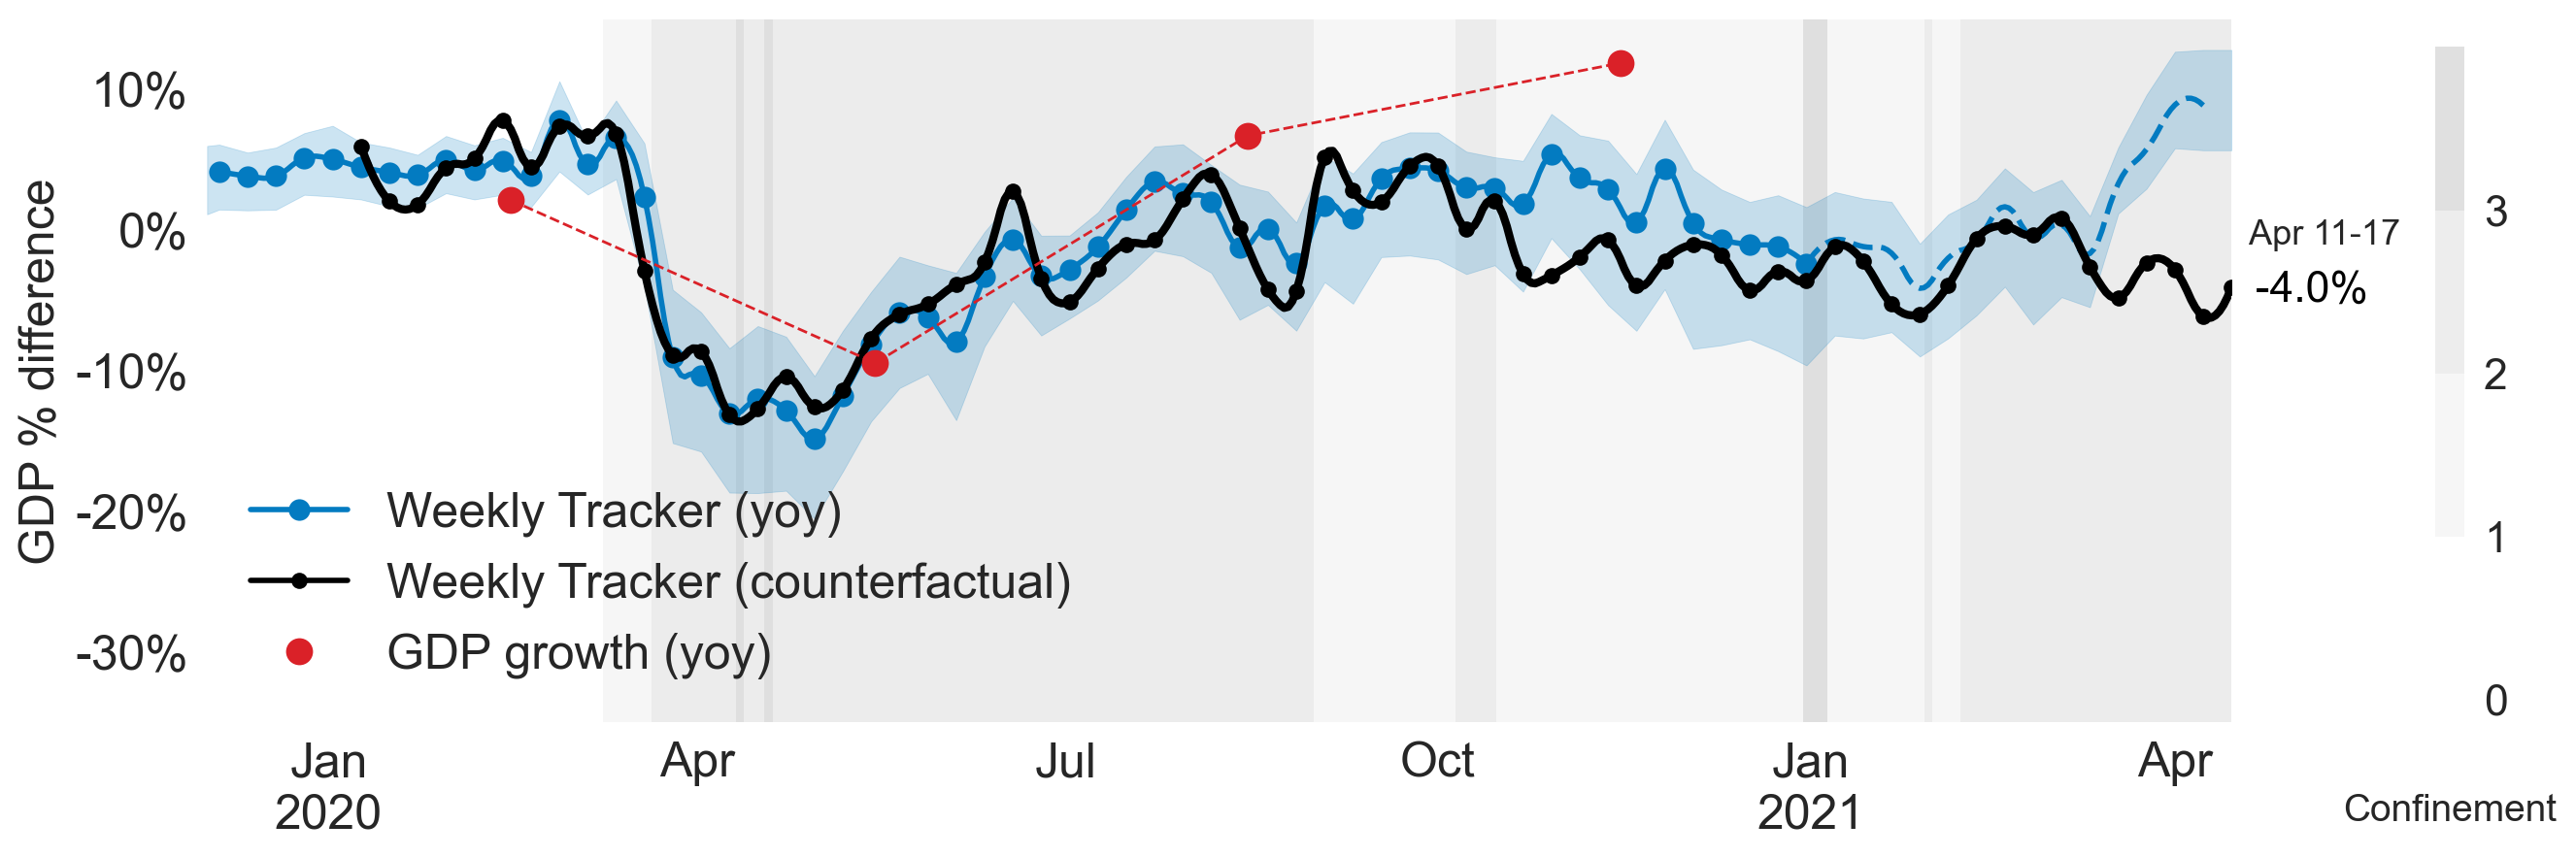 GDP % difference
10%
0%
-10%
-20%
-30%
Weekly Tracker (yoy)
Weekly Tracker (counterfactual)
GDP growth (yoy)
Jan
2020
Apr
Jul
Oct
Jan
2021
Apr
Apr 11-17
-4.0%
3
2
1
0
Confinement